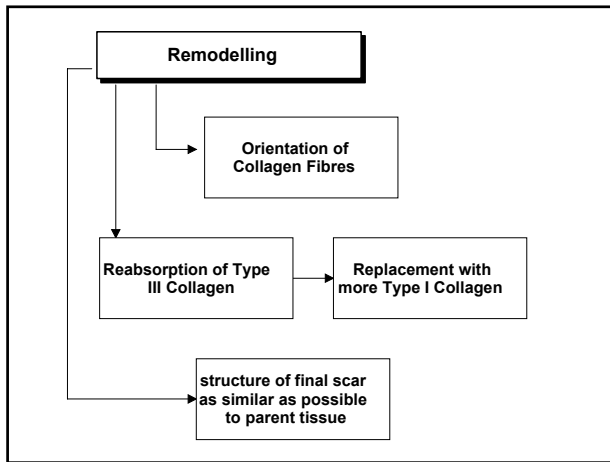 Remodelling
Orientation of
Collagen Fibres
Reabsorption of Type
III Collagen
Replacement with
more Type I Collagen
structure of final scar
as similar as possible
to parent tissue